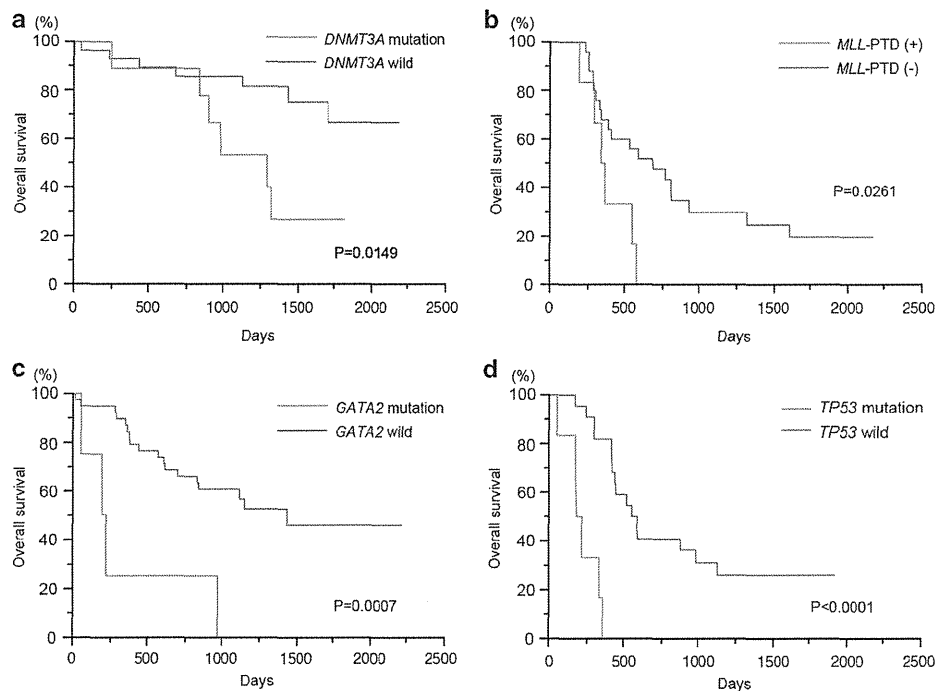 a
(%)
DNMT3A mutation
DNMT3A wild
100
80
60
40
20
0
Overall survival
P=0.0149
0 500 1000 1500 2000 2500
Days
b
(%)
MLL-PTD (+)
MLL-PTD (-)
100
80
60
40
20
0
Overall survival
P=0.0261
0 500 1000 1500 2000 2500
Days
c
(%)
GATA2 mutation
GATA2 wild
100
80
60
40
20
0
Overall survival
P=0.0007
0 500 1000 1500 2000 2500
Days
d
(%)
TP53 mutation
TP53 wild
100
80
60
40
20
0
Overall survival
P<0.0001
0 500 1000 1500 2000 2500
Days